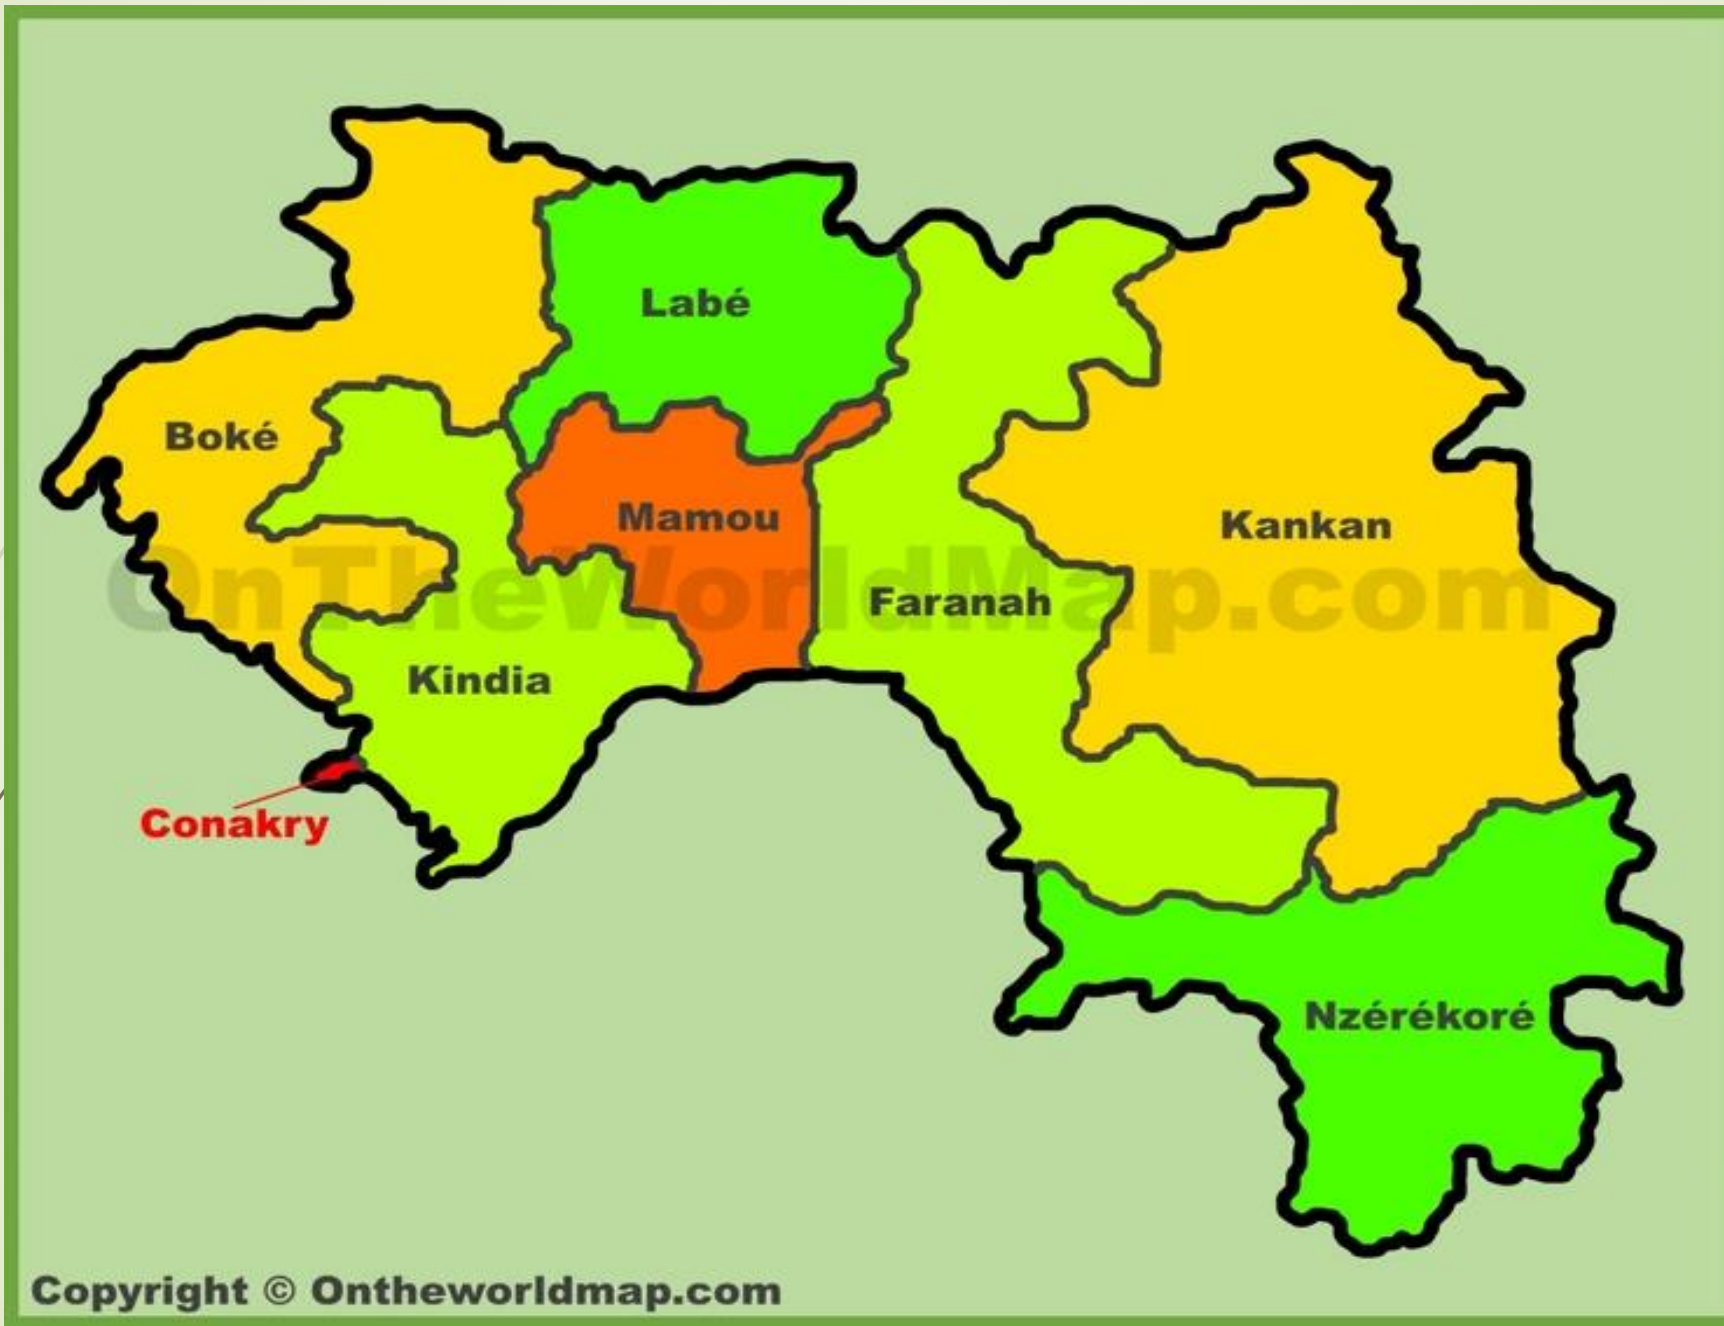 Labé
Boké
Mamou
Kankan
OnTheWorldMap.com
Faranah
Kindia
Conakry
Nzérékoré
Copyright © Ontheworldmap.com